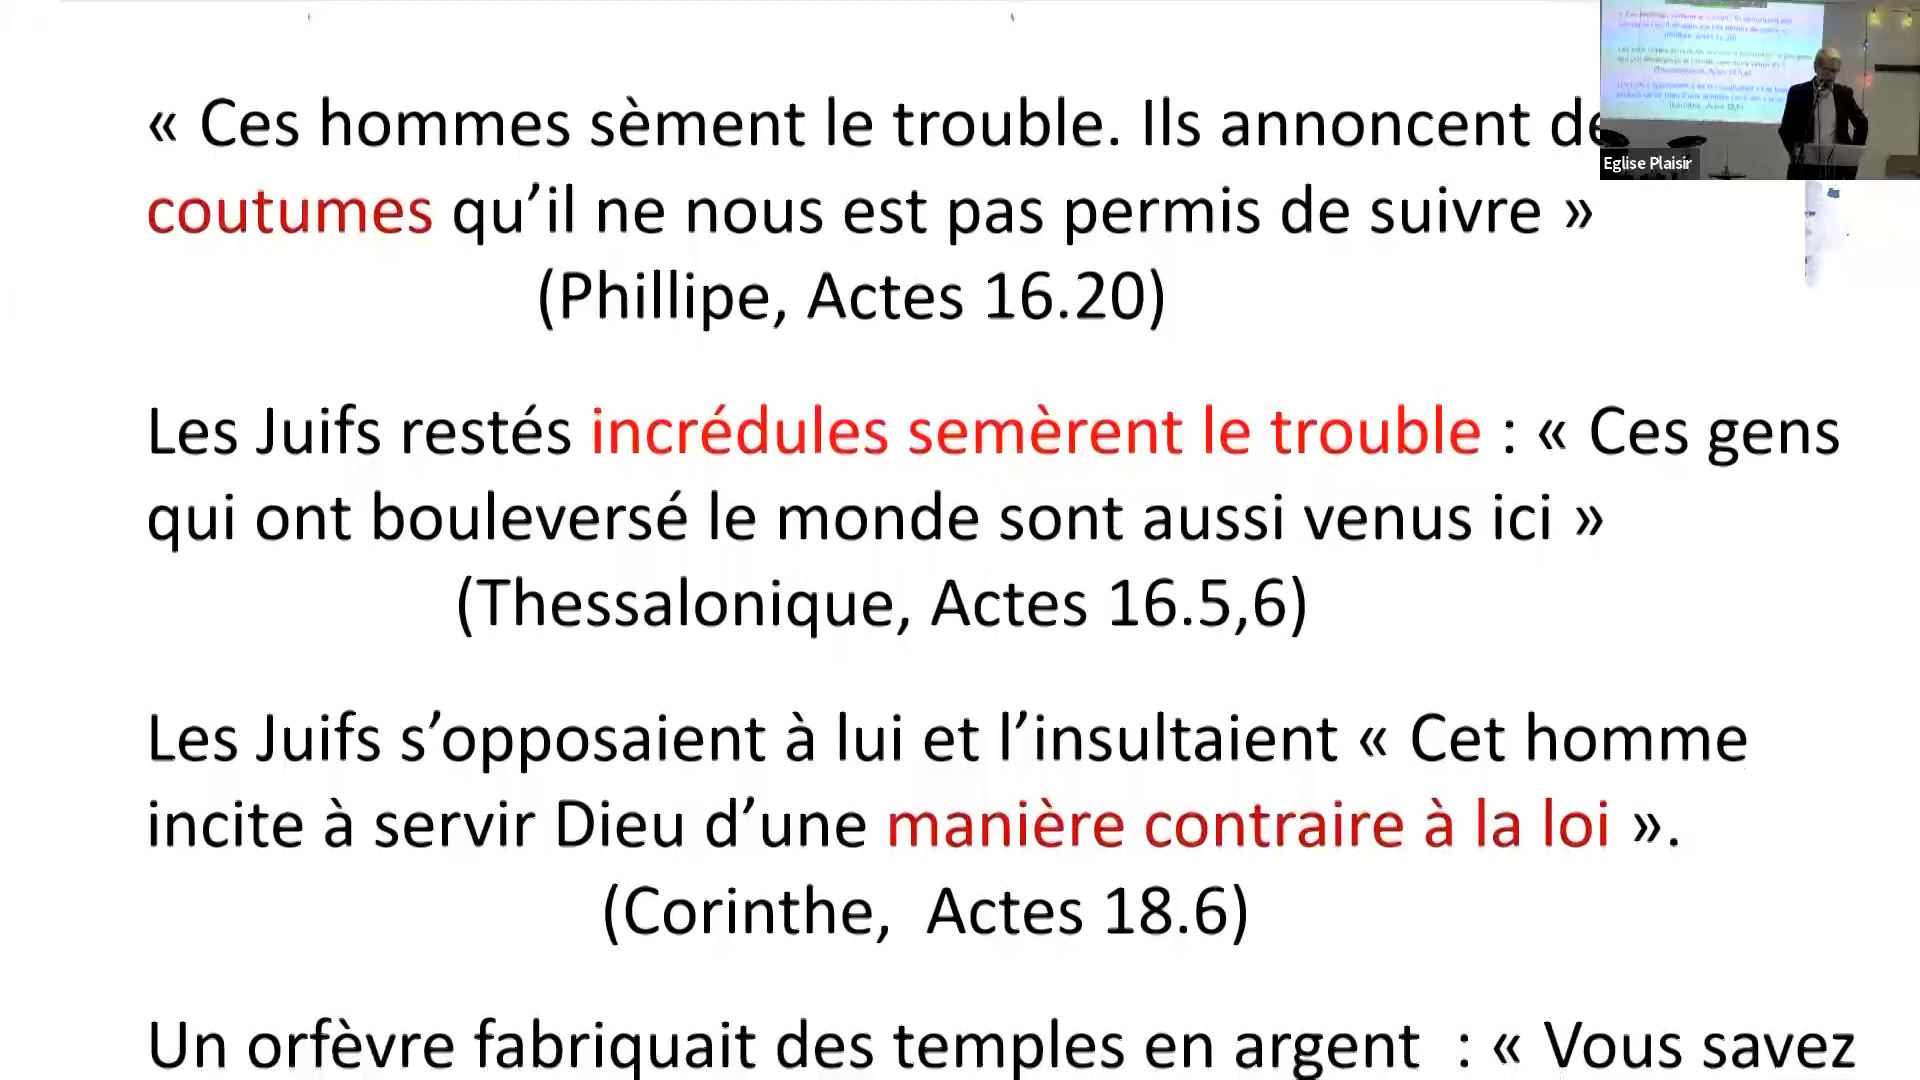 « Ces hommes sèment le trouble. Ils annoncent
coutumes qu’il ne nous est pas permis de suivre »
(Phillipe, Actes 16.20)
Les Juifs restés incrédules semèrent le trouble : « Ces gens
qui ont bouleversé le monde sont aussi venus ici »
(Thessalonique, Actes 16.5,6)
Les Juifs s’opposaient à lui et l’insultaient « Cet homme
incite à servir Dieu d’une manière contraire à la loi ».
(Corinthe,  Actes 18.6)
Un orfèvre fabriquait des temples en argent  : « Vous savez
Eglise Plaisir